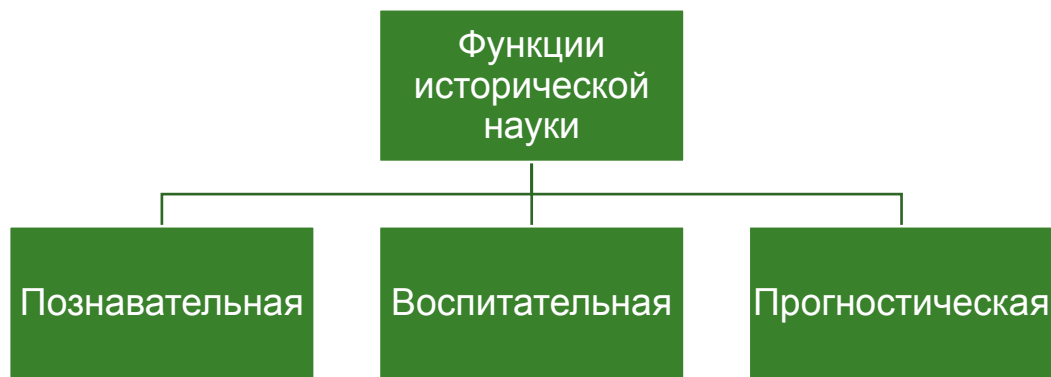 Функции
исторической
науки
Познавательная
Воспитательная
Прогностическая